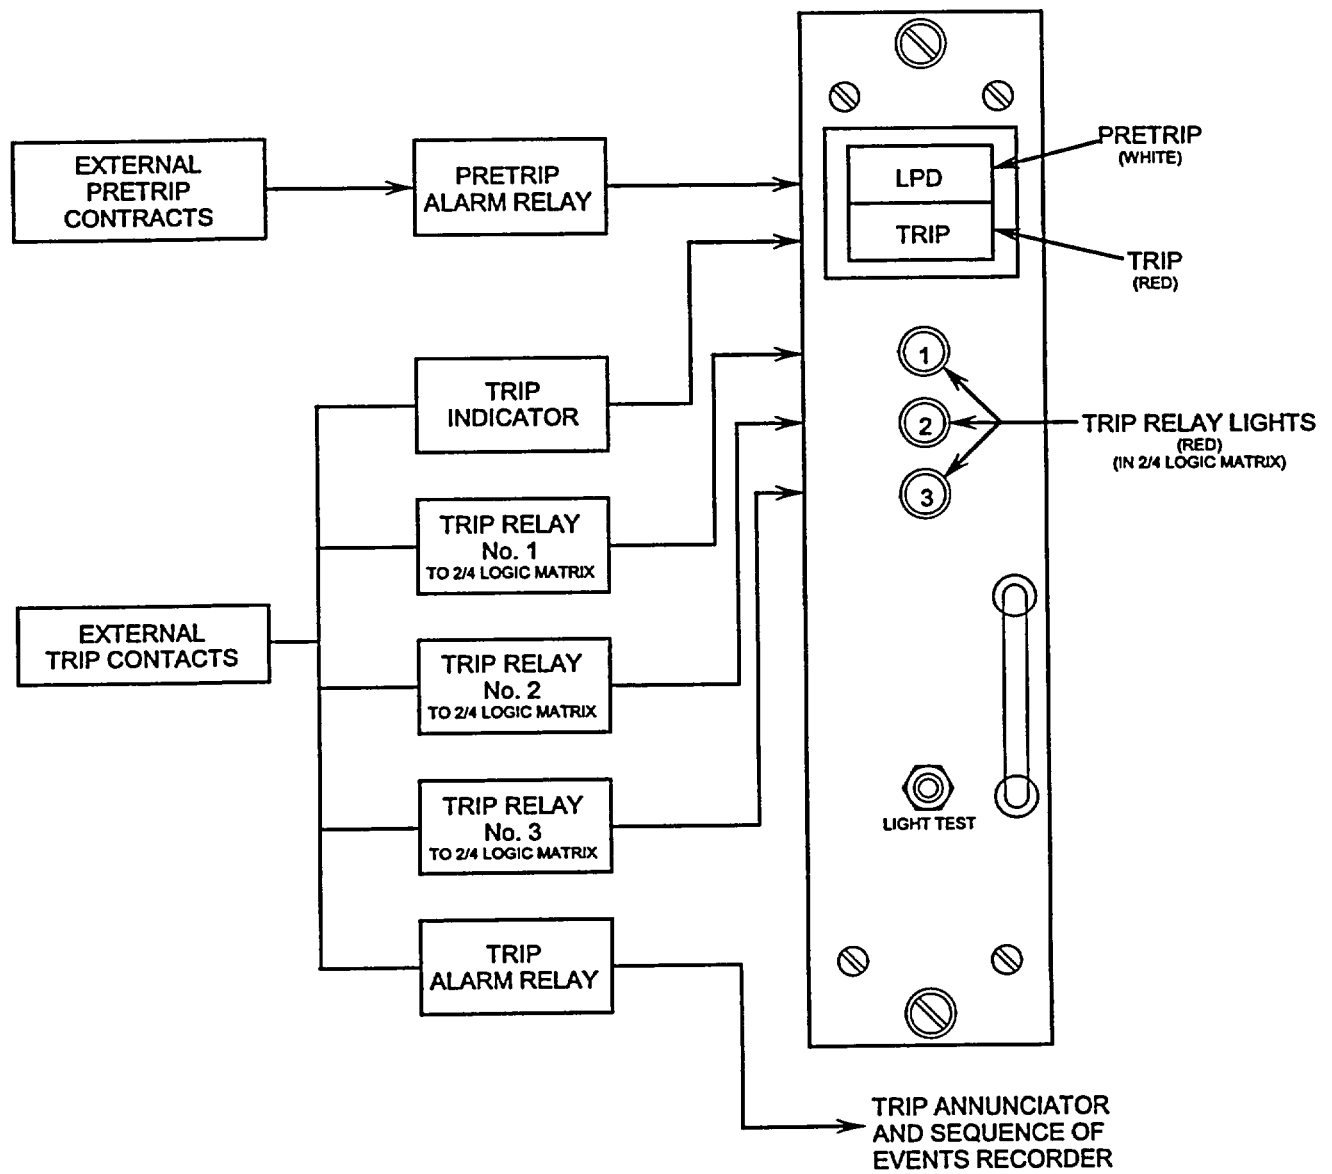 EXTERNAL
PRETRIP
CONTRACTS
PRETRIP
ALARM RELAY
LPD
TRIP
PRETRIP
(WHITE)
TRIP
(RED)
TRIP
INDICATOR
1
2
3
TRIP RELAY LIGHTS
(RED)
(IN 2/4 LOGIC MATRIX)
TRIP RELAY
No. 1
TO 2/4 LOGIC MATRIX
EXTERNAL
TRIP CONTACTS
TRIP RELAY
No. 2
TO 2/4 LOGIC MATRIX
TRIP RELAY
No. 3
TO 2/4 LOGIC MATRIX
LIGHT TEST
TRIP
ALARM RELAY
TRIP ANNUNCIATOR
AND SEQUENCE OF
EVENTS RECORDER